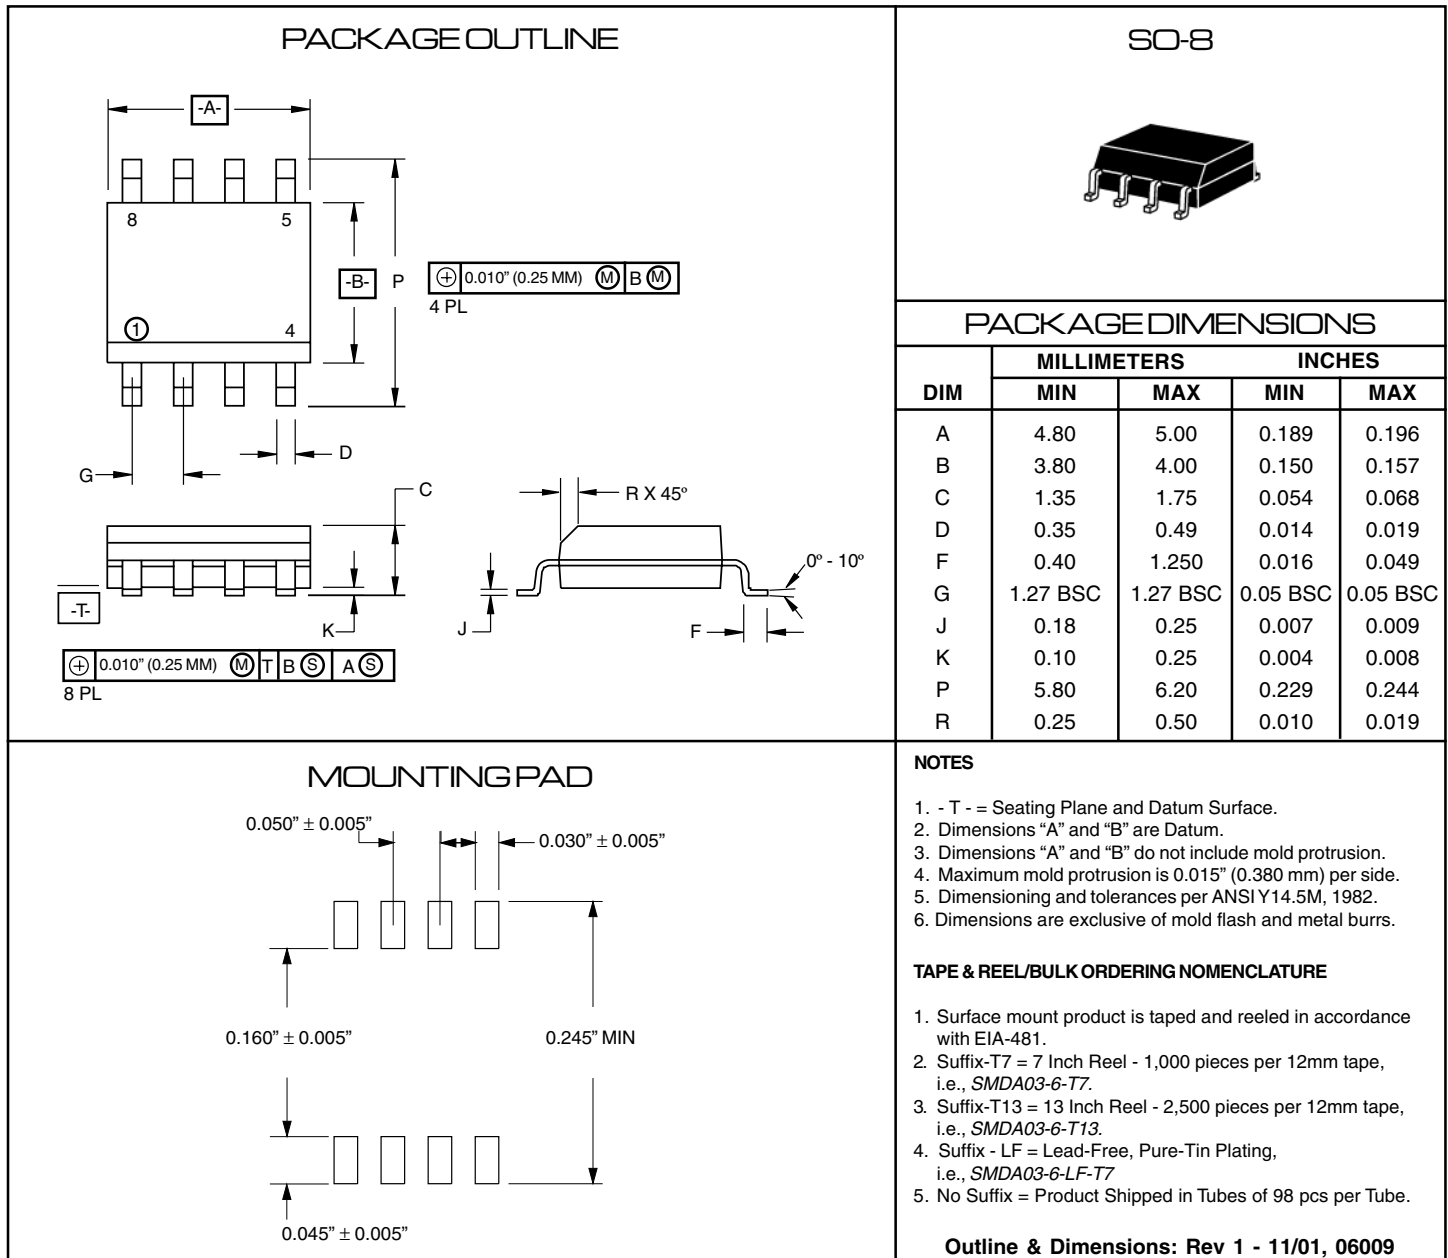 PACKAGE OUTLINE
-A-
8 5
-B- P
⌖ 0.010” (0.25 MM) Ⓜ B Ⓜ
4 PL
① 4
D
G
C
R X 45º
0º - 10º
-T-
K
J
F
⌖ 0.010” (0.25 MM) Ⓜ T B Ⓢ A Ⓢ
8 PL
SO-8
PACKAGE DIMENSIONS
MILLIMETERS INCHES
DIM MIN MAX MIN MAX
A 4.80 5.00 0.189 0.196
B 3.80 4.00 0.150 0.157
C 1.35 1.75 0.054 0.068
D 0.35 0.49 0.014 0.019
F 0.40 1.250 0.016 0.049
G 1.27 BSC 1.27 BSC 0.05 BSC 0.05 BSC
J 0.18 0.25 0.007 0.009
K 0.10 0.25 0.004 0.008
P 5.80 6.20 0.229 0.244
R 0.25 0.50 0.010 0.019
MOUNTING PAD
0.050” ± 0.005”
0.030” ± 0.005”
0.160” ± 0.005”
0.245” MIN
0.045” ± 0.005”
NOTES
1. - T - = Seating Plane and Datum Surface.
2. Dimensions “A” and “B” are Datum.
3. Dimensions “A” and “B” do not include mold protrusion.
4. Maximum mold protrusion is 0.015” (0.380 mm) per side.
5. Dimensioning and tolerances per ANSI Y14.5M, 1982.
6. Dimensions are exclusive of mold flash and metal burrs.
TAPE & REEL/BULK ORDERING NOMENCLATURE
1. Surface mount product is taped and reeled in accordance
with EIA-481.
2. Suffix-T7 = 7 Inch Reel - 1,000 pieces per 12mm tape,
i.e., SMDA03-6-T7.
3. Suffix-T13 = 13 Inch Reel - 2,500 pieces per 12mm tape,
i.e., SMDA03-6-T13.
4. Suffix - LF = Lead-Free, Pure-Tin Plating,
i.e., SMDA03-6-LF-T7
5. No Suffix = Product Shipped in Tubes of 98 pcs per Tube.
Outline & Dimensions: Rev 1 - 11/01, 06009